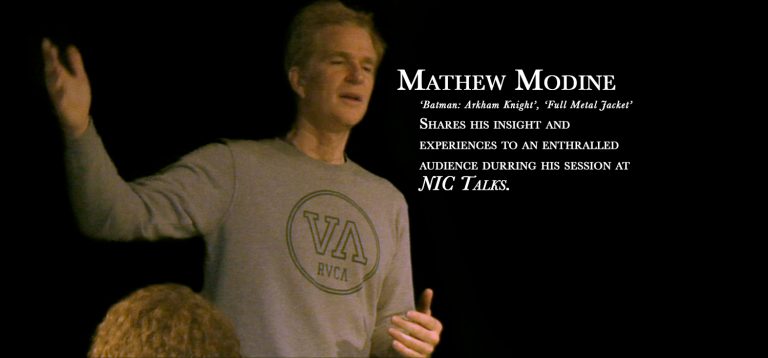 MATHEW MODINE
'Batman: Arkham Knight', 'Full Metal Jacket'
SHARES HIS INSIGHT AND
EXPERIENCES TO AN ENTHRALLED
AUDIENCE DURRING HIS SESSION AT
NIC TALKS.
VA
RVCA